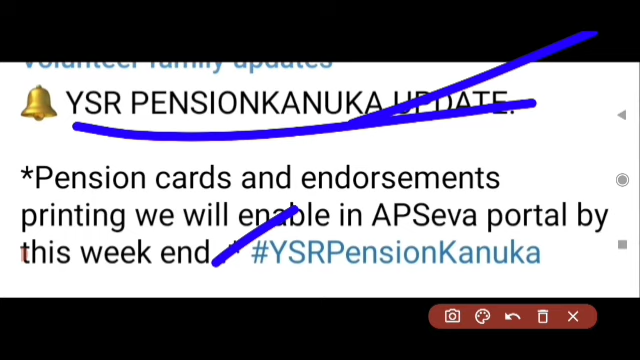 Volunteer family updates
🔔 YSR PENSIONKANUKA UPDATE.
*Pension cards and endorsements
printing we will enable in APSeva portal by
this week end .* #YSRPensionKanuka